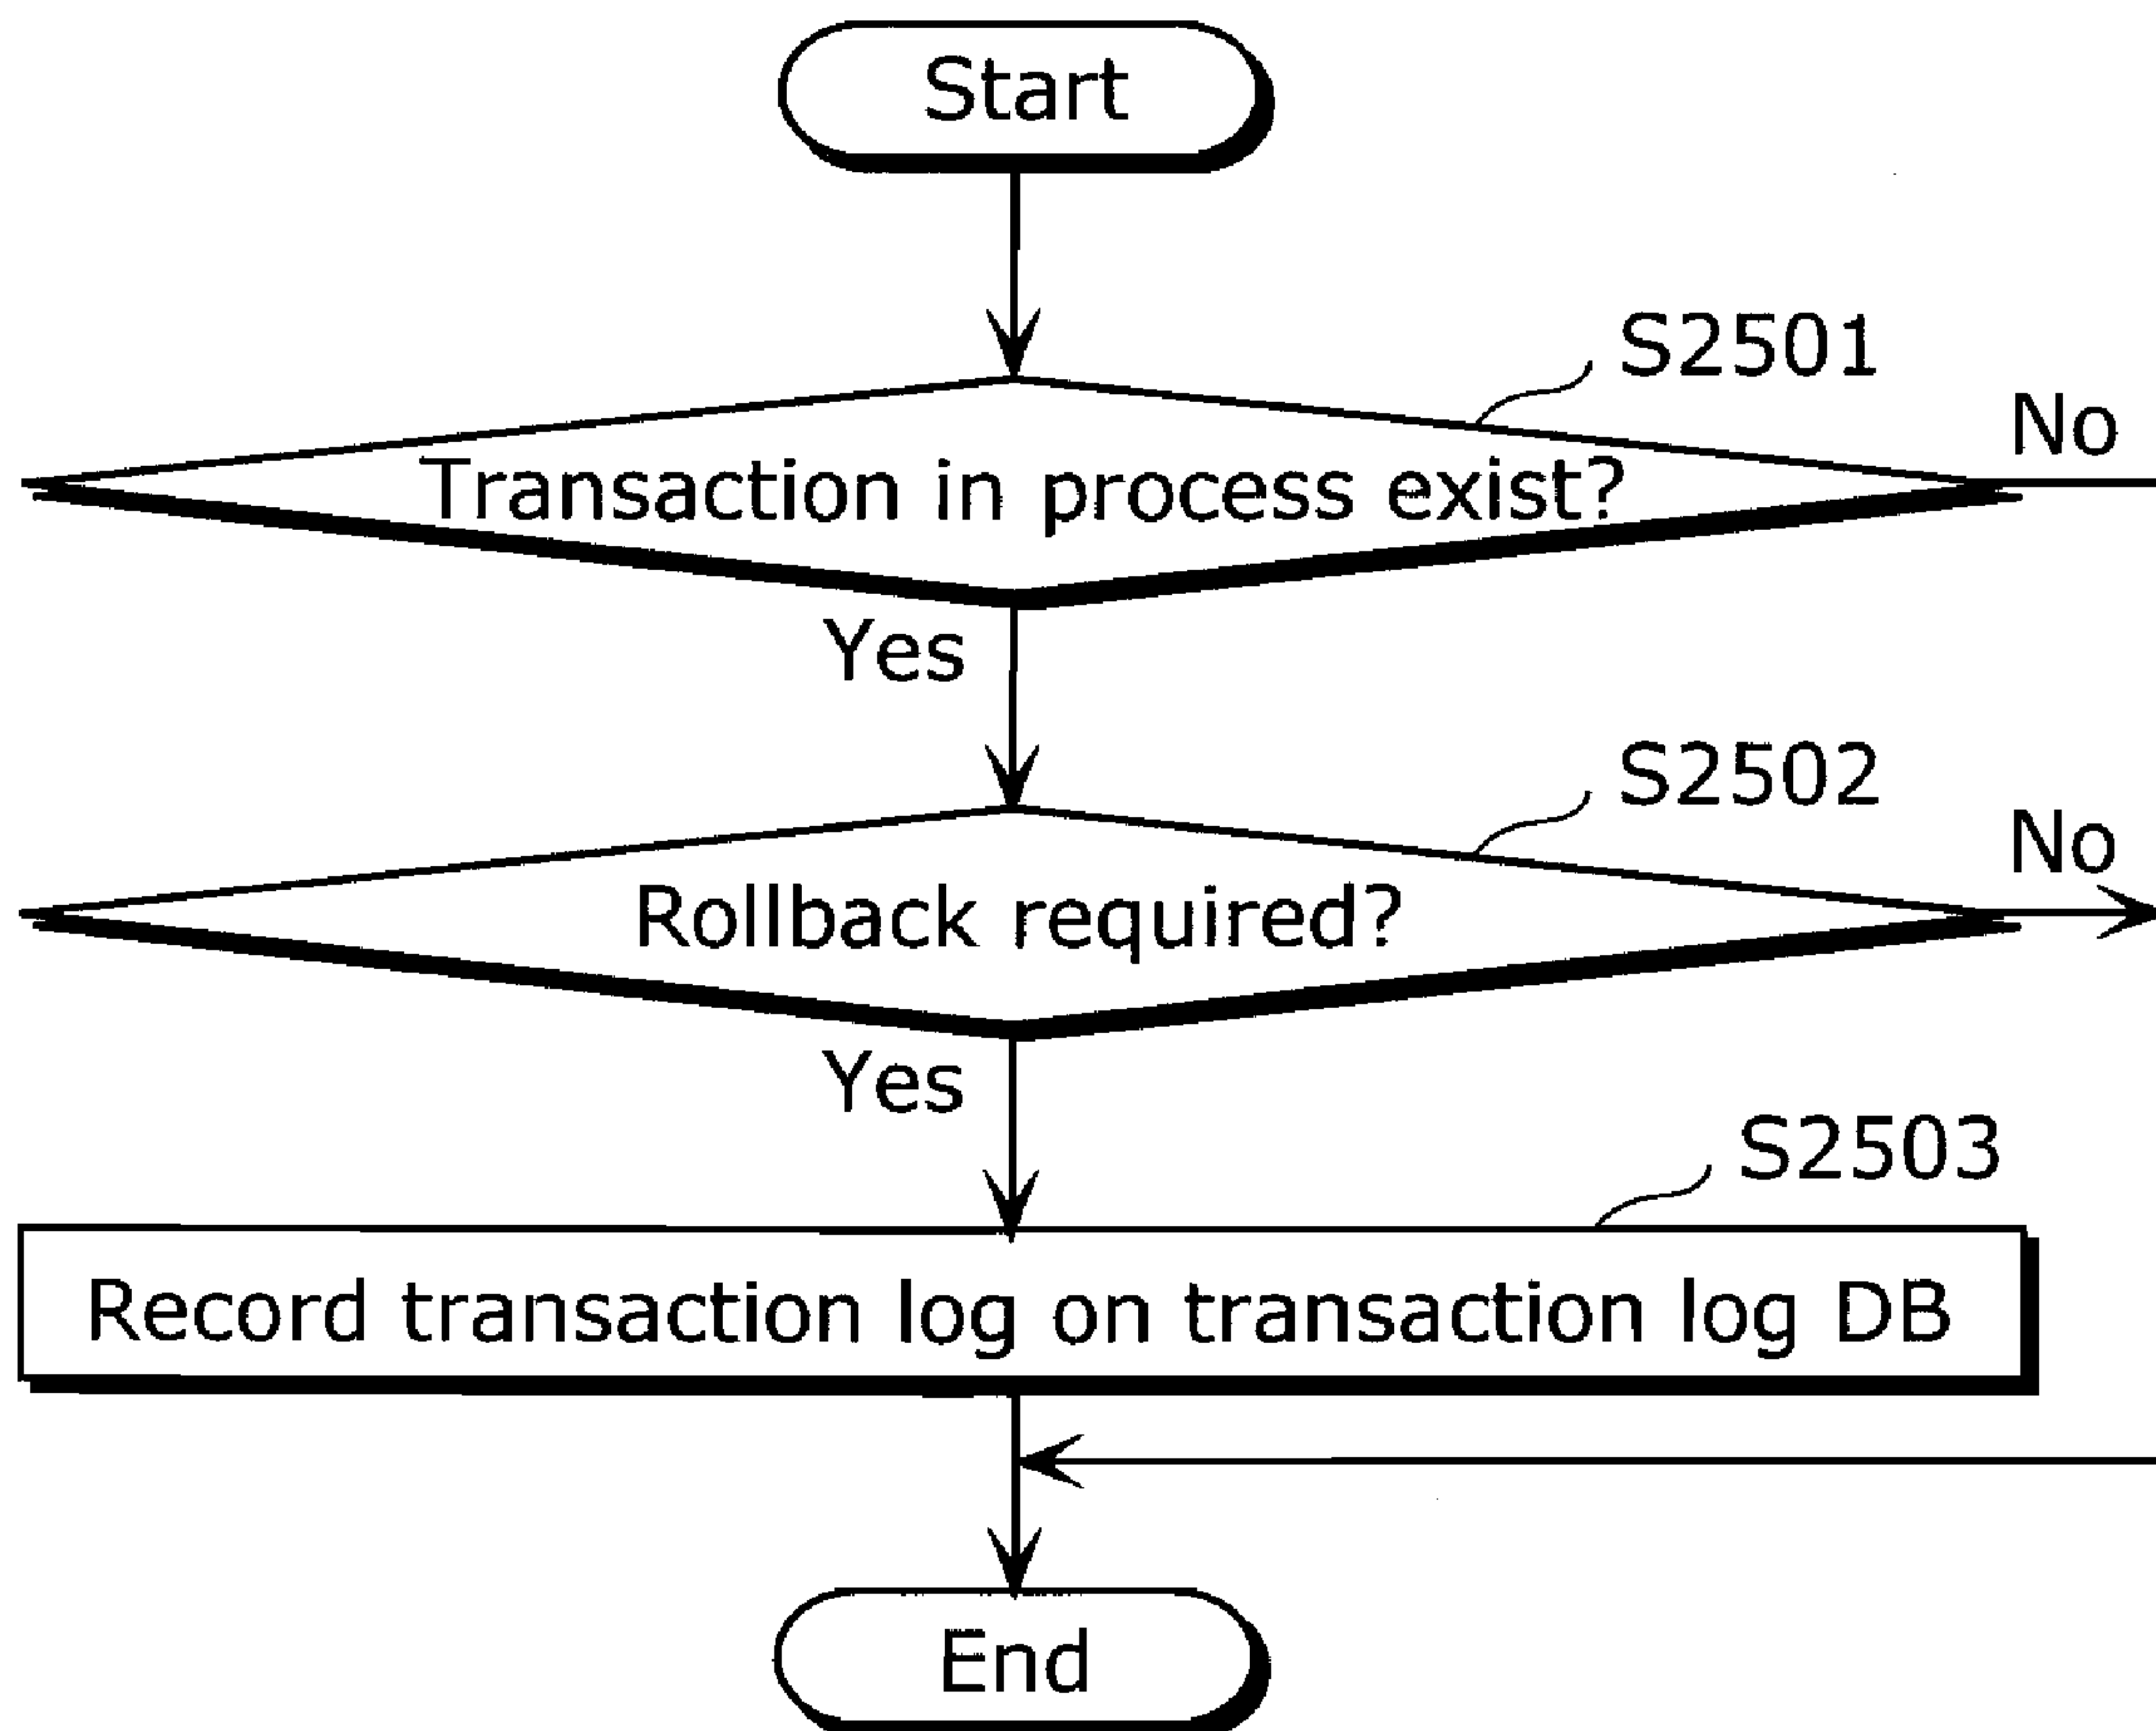 Start
S2501
No
Transaction in process exist?
Yes
S2502
No
Rollback required?
Yes
S2503
Record transaction log on transaction log DB
End